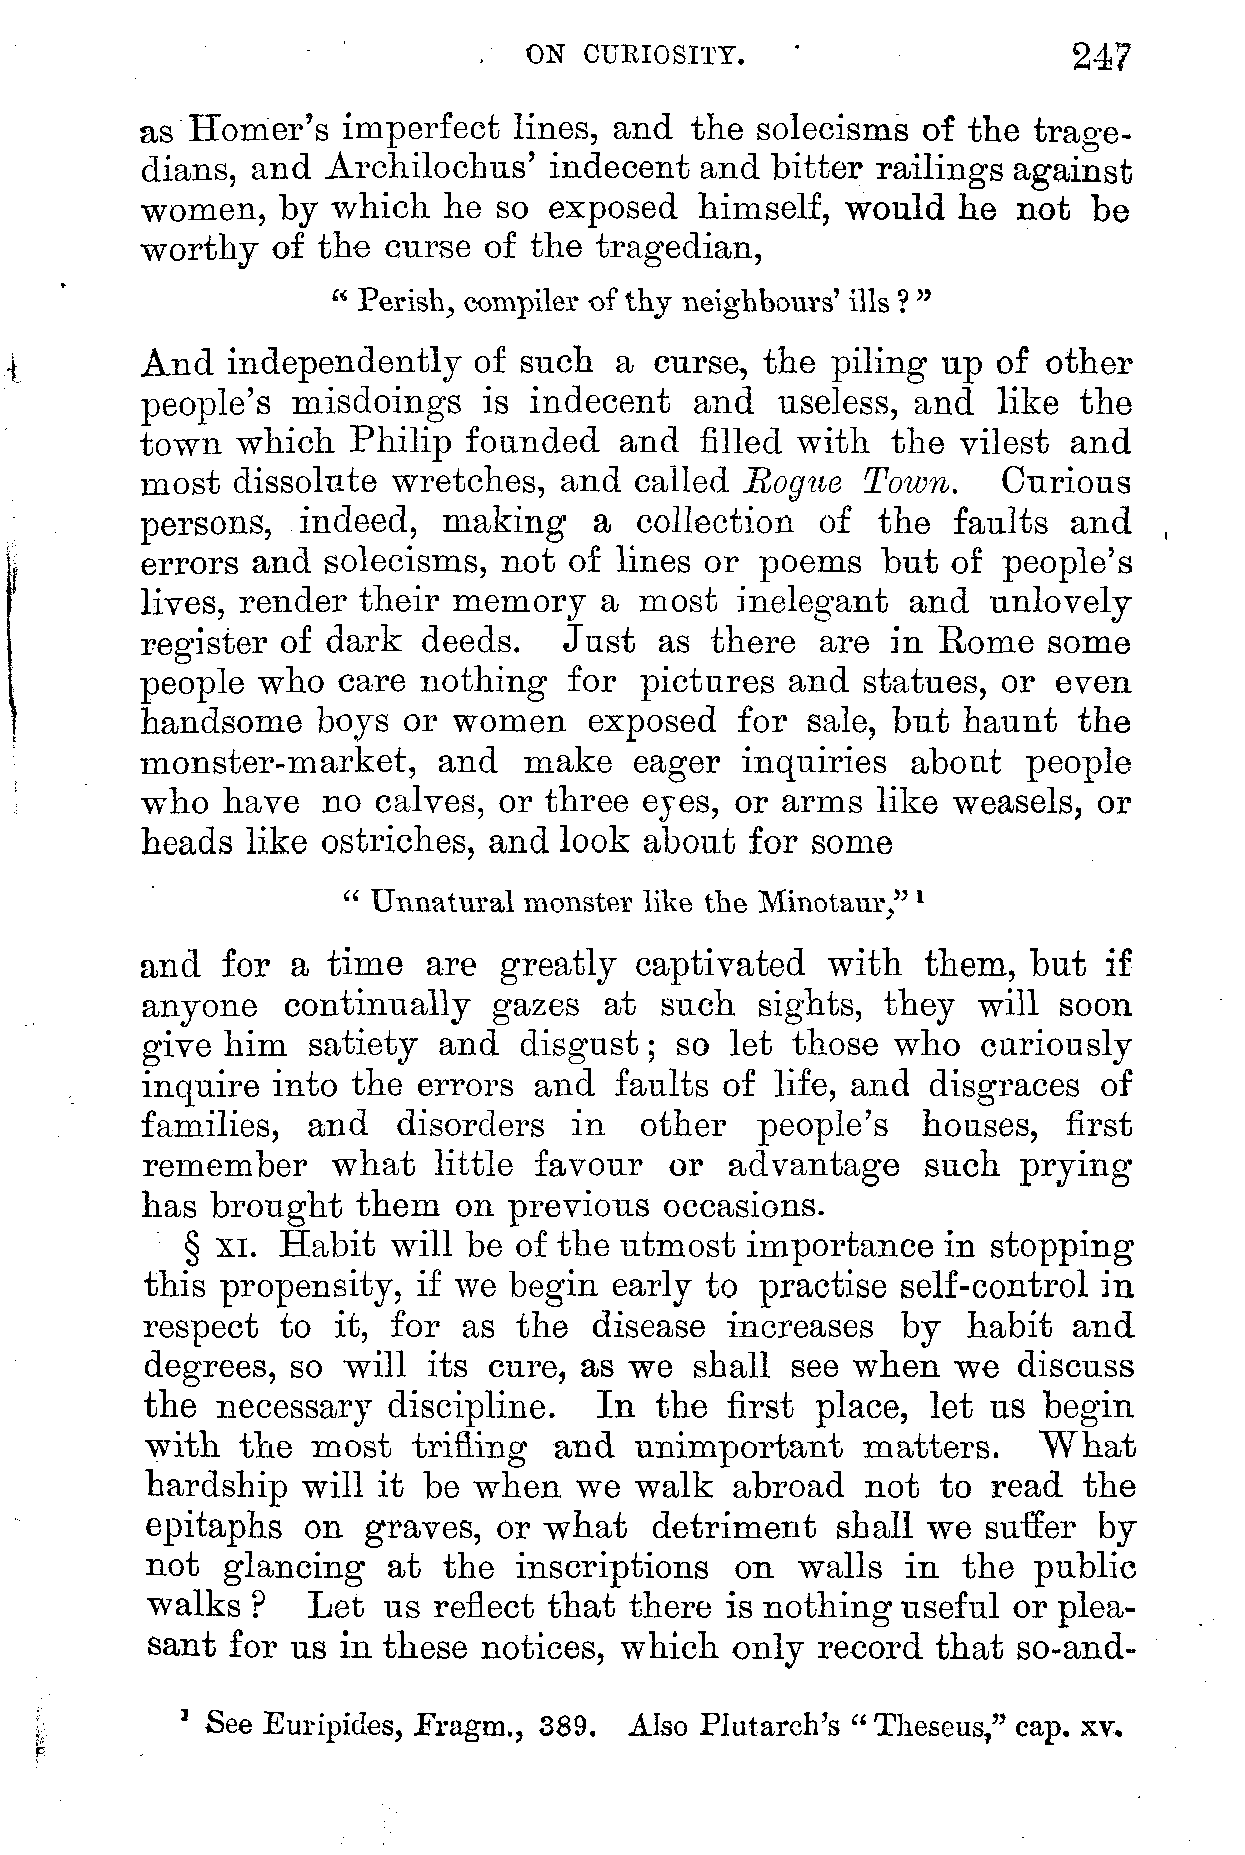 ON CURIOSITY. 247
as Homer's imperfect lines, and the solecisms of the trage-
dians, and Archilochus' indecent and bitter railings against
women, by which he so exposed himself, would he not be
worthy of the curse of the tragedian,
“ Perish, compiler of thy neighbours' ills ? ”
And independently of such a curse, the piling up of other
people's misdoings is indecent and useless, and like the
town which Philip founded and filled with the vilest and
most dissolute wretches, and called Rogue Town. Curious
persons, indeed, making a collection of the faults and
errors and solecisms, not of lines or poems but of people's
lives, render their memory a most inelegant and unlovely
register of dark deeds. Just as there are in Rome some
people who care nothing for pictures and statues, or even
handsome boys or women exposed for sale, but haunt the
monster-market, and make eager inquiries about people
who have no calves, or three eyes, or arms like weasels, or
heads like ostriches, and look about for some
“ Unnatural monster like the Minotaur,” 1
and for a time are greatly captivated with them, but if
anyone continually gazes at such sights, they will soon
give him satiety and disgust ; so let those who curiously
inquire into the errors and faults of life, and disgraces of
families, and disorders in other people's houses, first
remember what little favour or advantage such prying
has brought them on previous occasions.
§ XI. Habit will be of the utmost importance in stopping
this propensity, if we begin early to practise self-control in
respect to it, for as the disease increases by habit and
degrees, so will its cure, as we shall see when we discuss
the necessary discipline. In the first place, let us begin
with the most trifling and unimportant matters. What
hardship will it be when we walk abroad not to read the
epitaphs on graves, or what detriment shall we suffer by
not glancing at the inscriptions on walls in the public
walks ? Let us reflect that there is nothing useful or plea-
sant for us in these notices, which only record that so-and-
1 See Euripides, Fragm., 389. Also Plutarch's “ Theseus,” cap. xv.